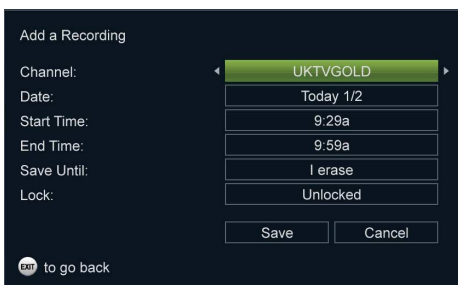 Add a Recording
Channel: UKTVGOLD
Date: Today 1/2
Start Time: 9:29a
End Time: 9:59a
Save Until: I erase
Lock: Unlocked
Save Cancel
EXIT to go back